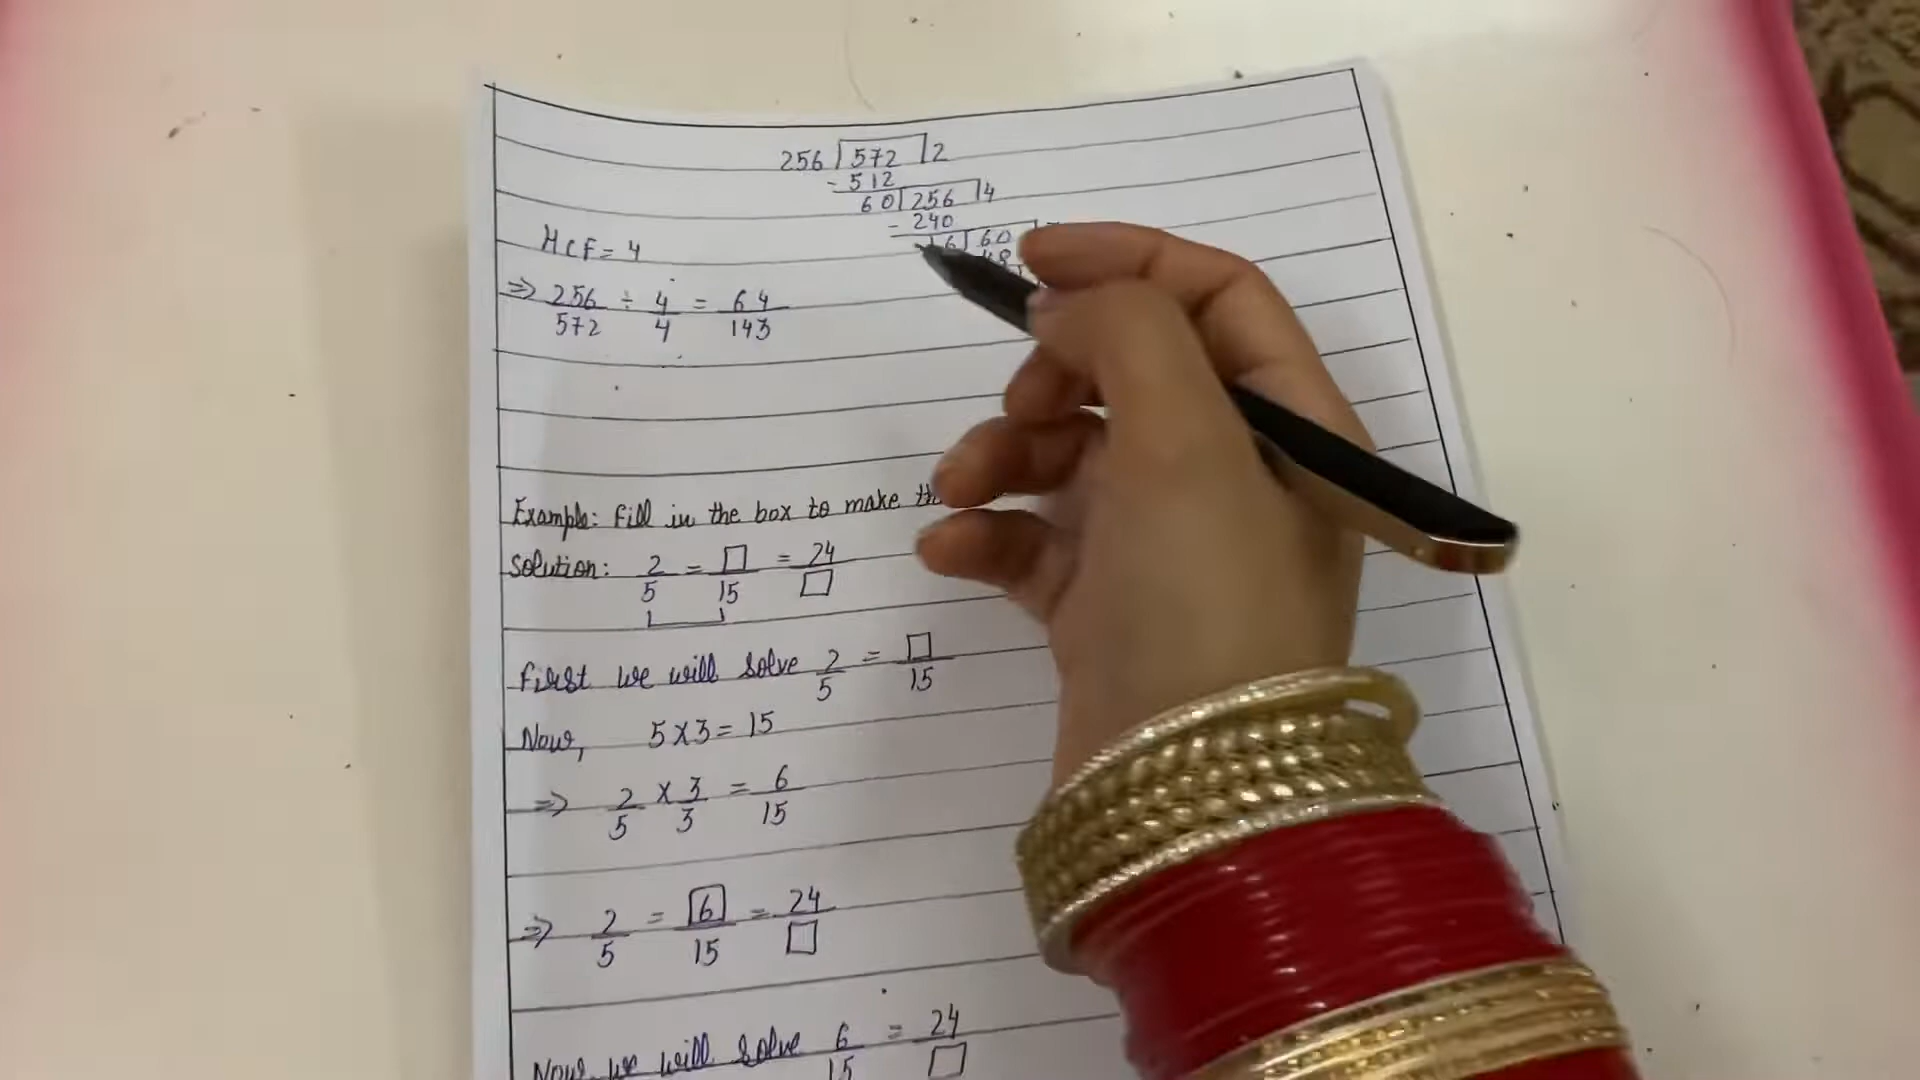 256 572 2
- 512
60 256 4
- 240
16 60
48
HCF = 4
⇒ 256/572 ÷ 4/4 = 64/143
Example: Fill in the box to make
Solution: 2/5 = □/15 = 24/□
First we will solve 2/5 = □/15
Now, 5 x 3 = 15
⇒ 2/5 x 3/3 = 6/15
⇒ 2/5 = 6/15 = 24/□
Now we will solve 6/15 = 24/□